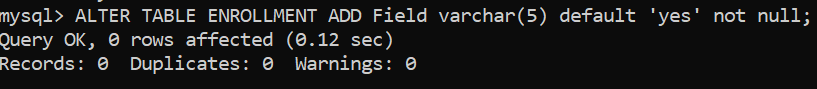 mysql> ALTER TABLE ENROLLMENT ADD Field varchar(5) default 'yes' not null;
Query OK, 0 rows affected (0.12 sec)
Records: 0  Duplicates: 0  Warnings: 0